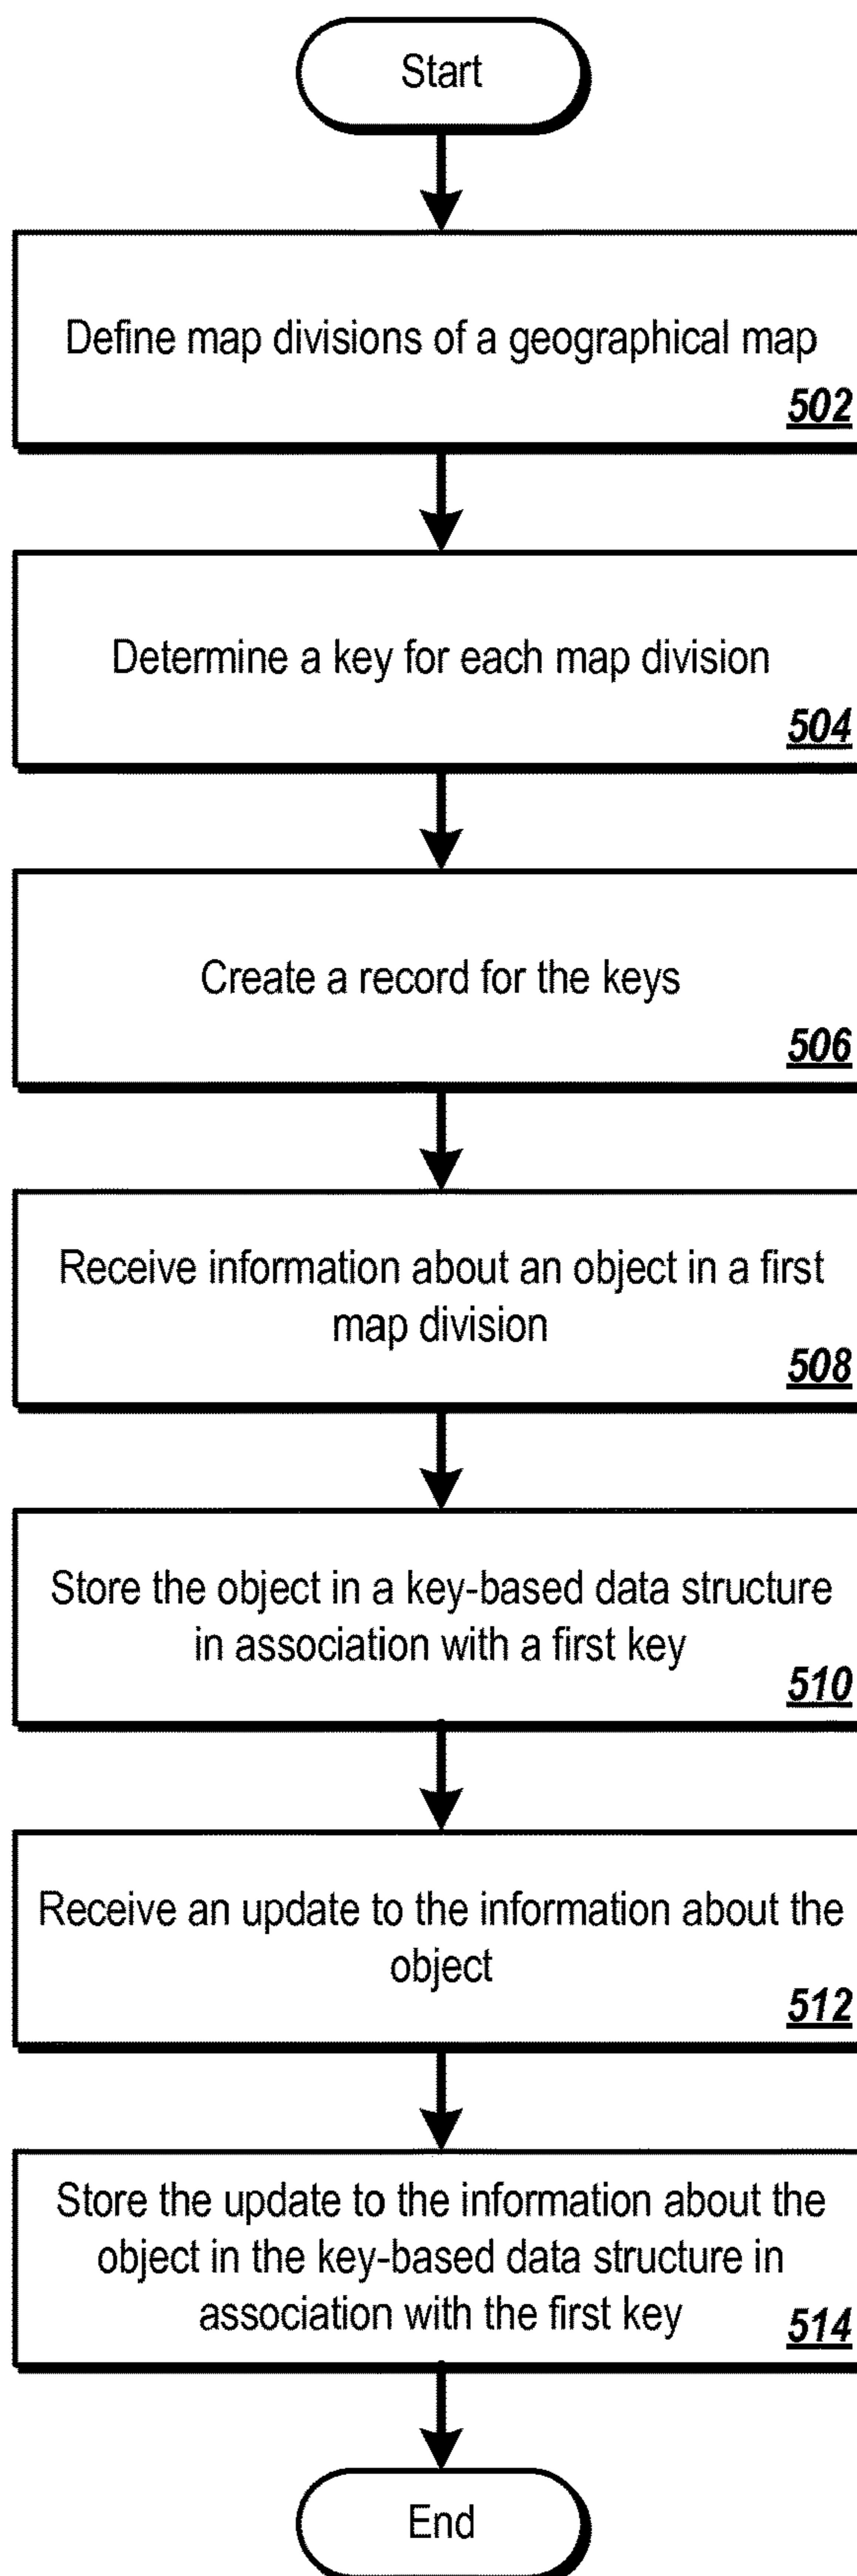 Start
Define map divisions of a geographical map
502
Determine a key for each map division
504
Create a record for the keys
506
Receive information about an object in a first
map division
508
Store the object in a key-based data structure
in association with a first key
510
Receive an update to the information about the
object
512
Store the update to the information about the
object in the key-based data structure in
association with the first key
514
End